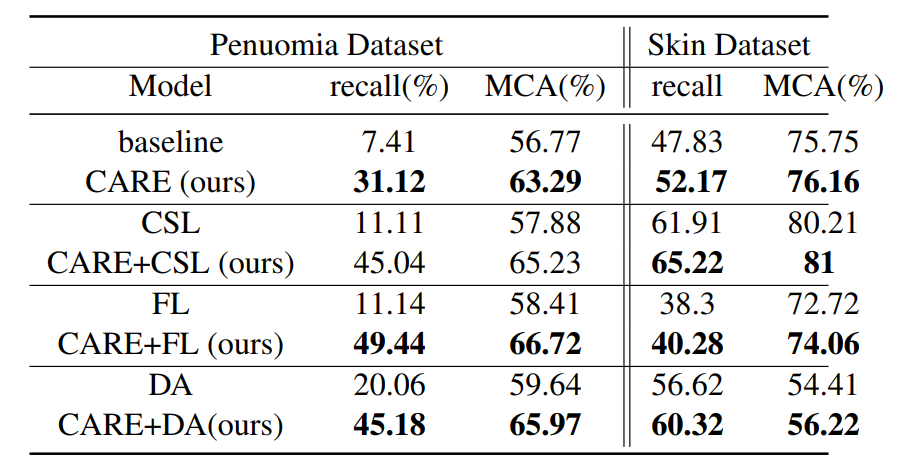 Penuomia Dataset Skin Dataset
Model recall(%) MCA(%) recall MCA(%)
baseline 7.41 56.77 47.83 75.75
CARE (ours) 31.12 63.29 52.17 76.16
CSL 11.11 57.88 61.91 80.21
CARE+CSL (ours) 45.04 65.23 65.22 81
FL 11.14 58.41 38.3 72.72
CARE+FL (ours) 49.44 66.72 40.28 74.06
DA 20.06 59.64 56.62 54.41
CARE+DA(ours) 45.18 65.97 60.32 56.22